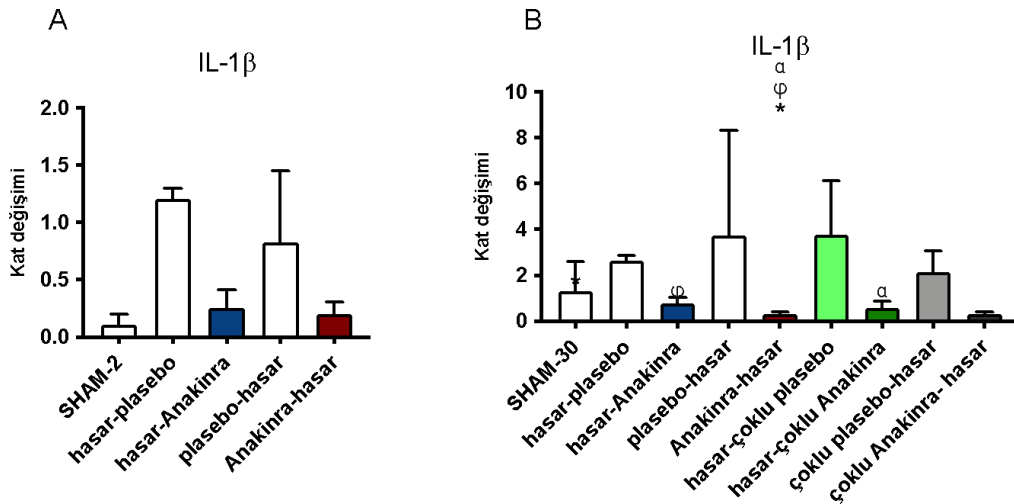 A
IL-1β
Kat değişimi
2.0
1.5
1.0
0.5
0.0
SHAM-2
hasar-plasebo
hasar-Anakinra
plasebo-hasar
Anakinra-hasar
B
IL-1β
α
φ
*
Kat değişimi
10
8
6
4
2
0
*
φ
α
SHAM-30
hasar-plasebo
hasar-Anakinra
plasebo-hasar
Anakinra-hasar
hasar-çoklu plasebo
hasar-çoklu Anakinra
çoklu plasebo-hasar
çoklu Anakinra- hasar